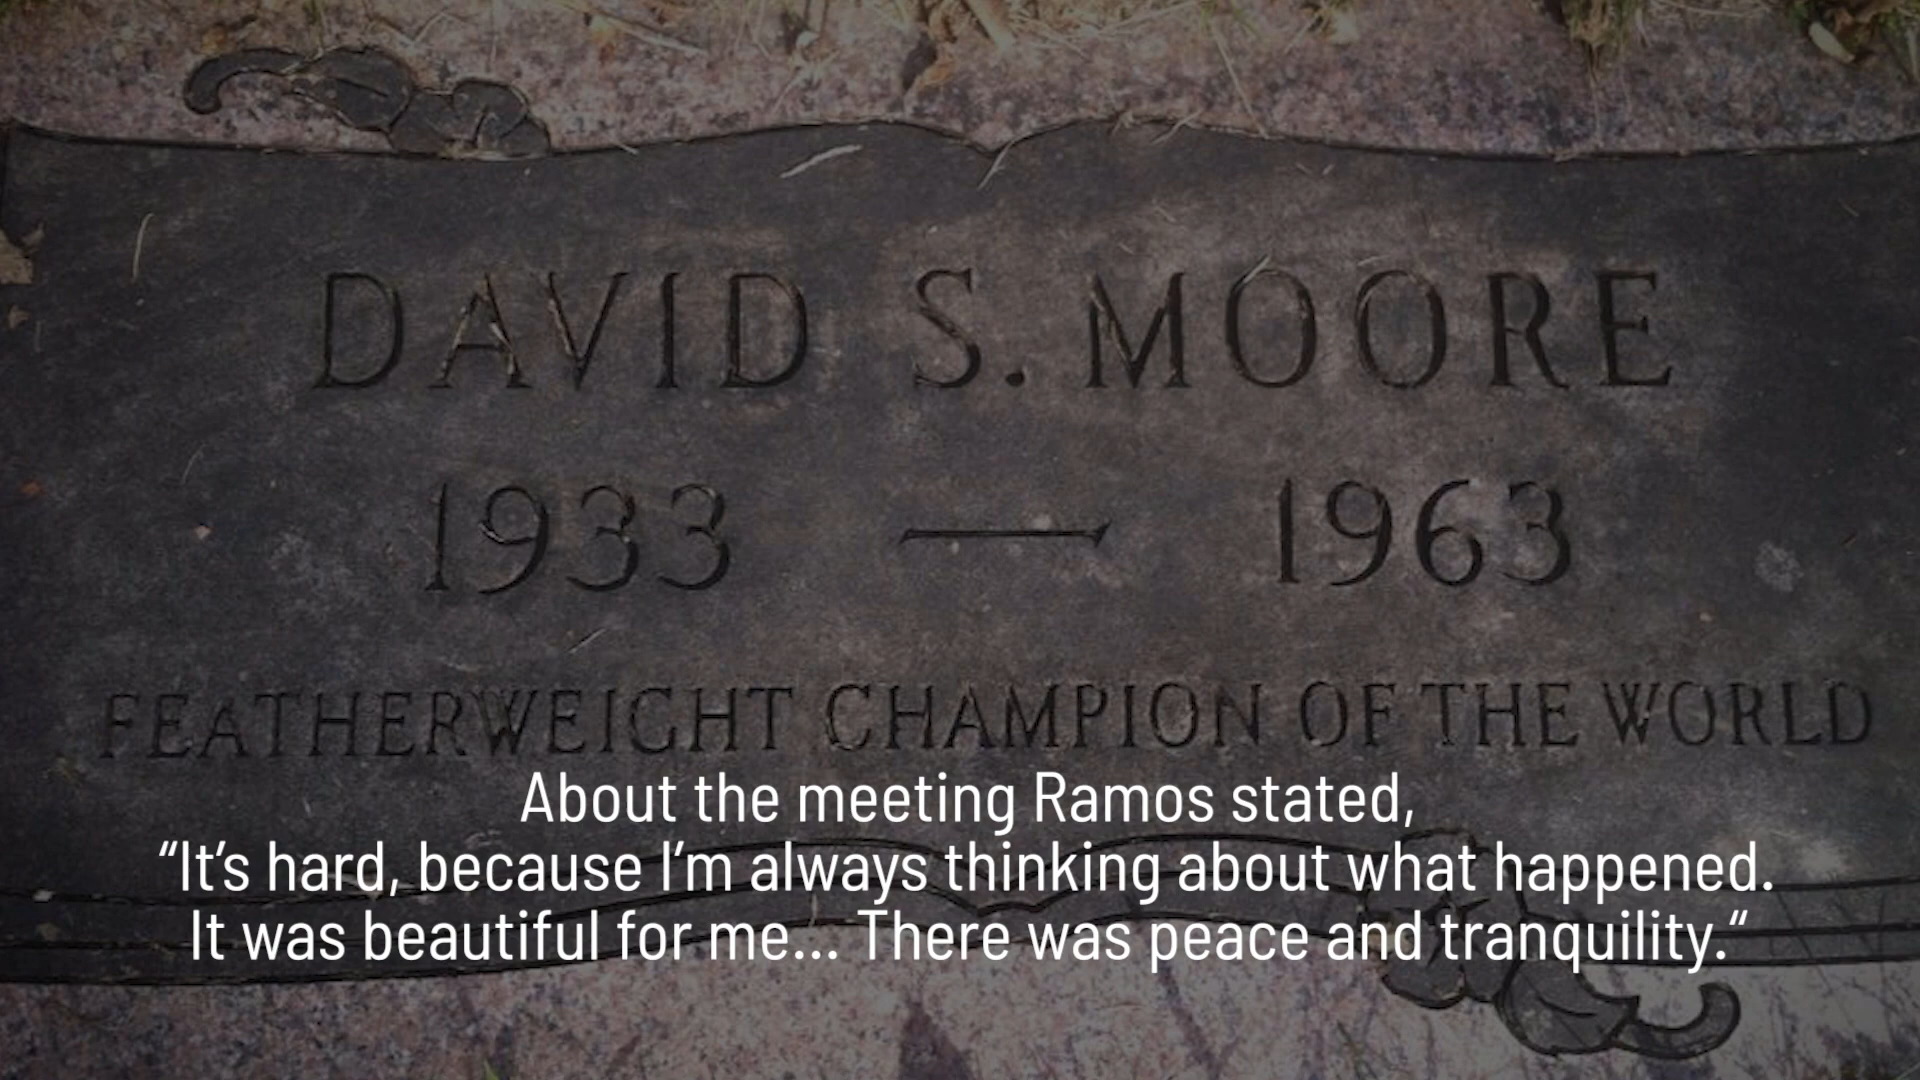 DAVID S. MOORE
1933 — 1963
FEATHERWEIGHT CHAMPION OF THE WORLD
About the meeting Ramos stated,
“It’s hard, because I’m always thinking about what happened.
It was beautiful for me... There was peace and tranquility.“